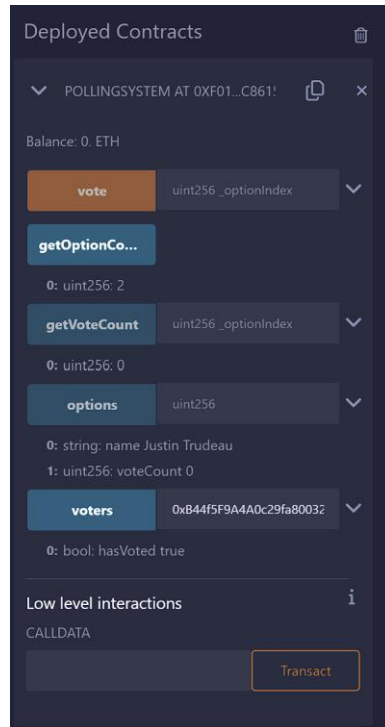 Deployed Contracts
POLLINGSYSTEM AT 0XF01...C861
Balance: 0. ETH
vote uint256 _optionIndex
getOptionCo...
0: uint256: 2
getVoteCount uint256 _optionIndex
0: uint256: 0
options uint256
0: string: name Justin Trudeau
1: uint256: voteCount 0
voters 0xB44f5F9A4A0c29fa80032
0: bool: hasVoted true
Low level interactions
i
CALLDATA
Transact